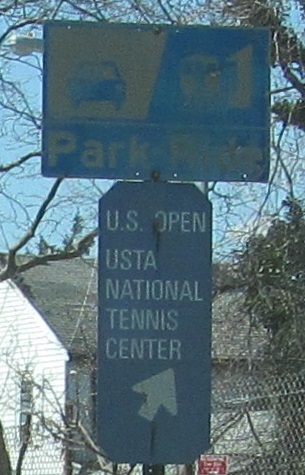 1
Park-Ride
U.S. OPEN
USTA
NATIONAL
TENNIS
CENTER